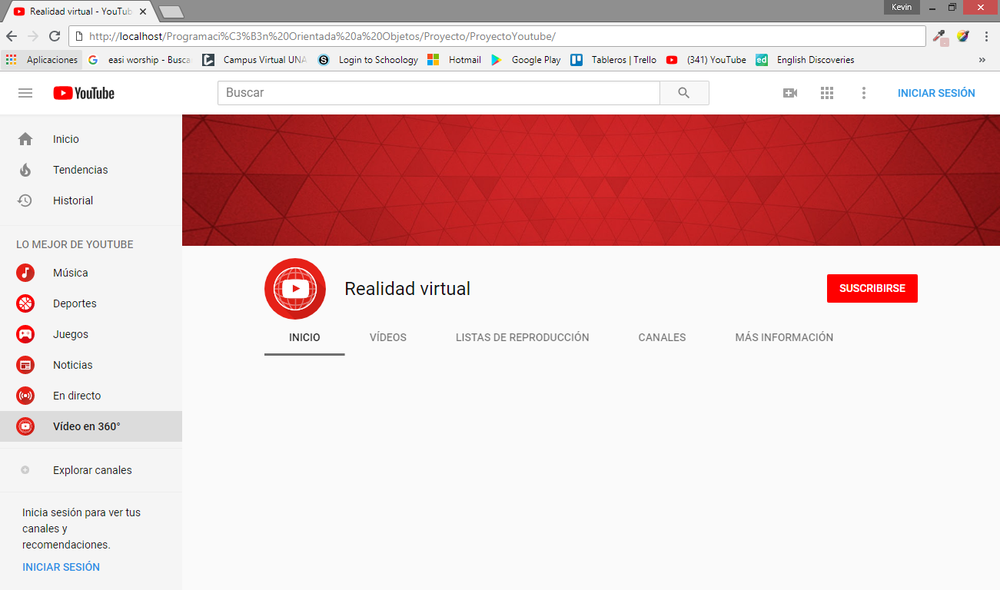 Realidad virtual - YouTub
Kevin
http://localhost/Programaci%C3%B3n%20Orientada%20a%20Objetos/Proyecto/ProyectoYoutube/
Aplicaciones easi worship - Busca Campus Virtual UNA Login to Schoology Hotmail Google Play Tableros | Trello (341) YouTube ed English Discoveries »
YouTube Buscar INICIAR SESIÓN
Inicio
Tendencias
Historial
LO MEJOR DE YOUTUBE
Música
Deportes
Juegos
Noticias
En directo
Vídeo en 360°
Explorar canales
Inicia sesión para ver tus
canales y
recomendaciones.
INICIAR SESIÓN
Realidad virtual
SUSCRIBIRSE
INICIO VÍDEOS LISTAS DE REPRODUCCIÓN CANALES MÁS INFORMACIÓN